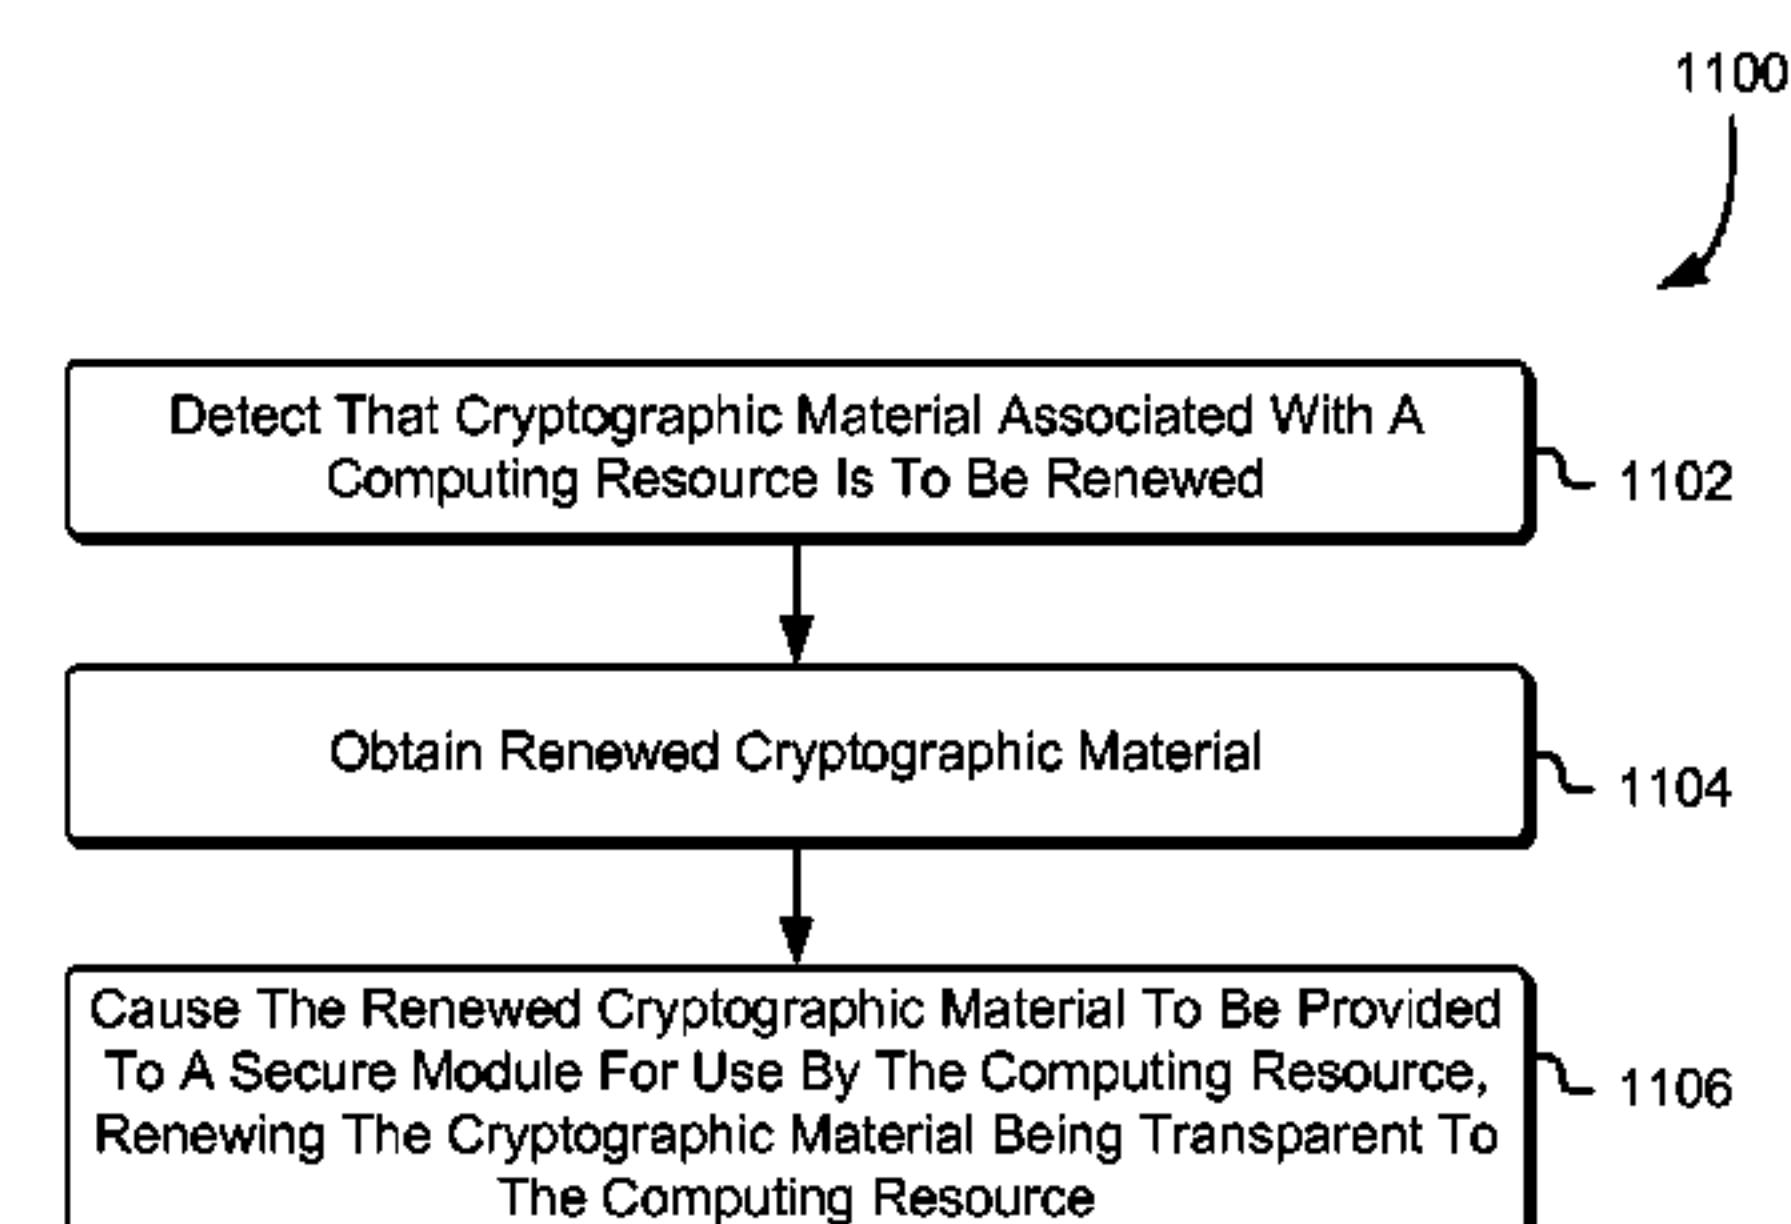 1100
Detect That Cryptographic Material Associated With A
Computing Resource Is To Be Renewed
1102
Obtain Renewed Cryptographic Material
1104
Cause The Renewed Cryptographic Material To Be Provided
To A Secure Module For Use By The Computing Resource,
Renewing The Cryptographic Material Being Transparent To
The Computing Resource
1106